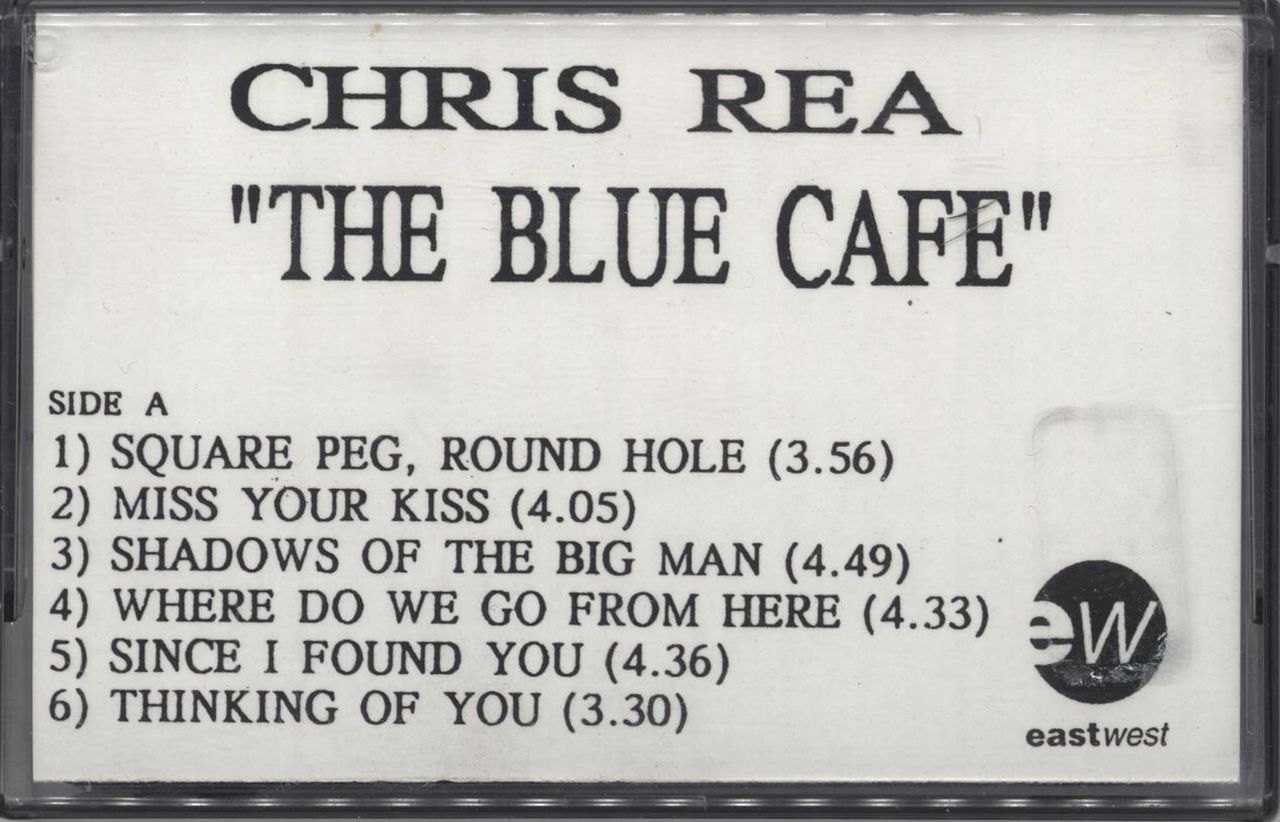 CHRIS REA
"THE BLUE CAFE"
SIDE A
1) SQUARE PEG, ROUND HOLE (3.56)
2) MISS YOUR KISS (4.05)
3) SHADOWS OF THE BIG MAN (4.49)
4) WHERE DO WE GO FROM HERE (4.33)
5) SINCE I FOUND YOU (4.36)
6) THINKING OF YOU (3.30)
ew
eastwest